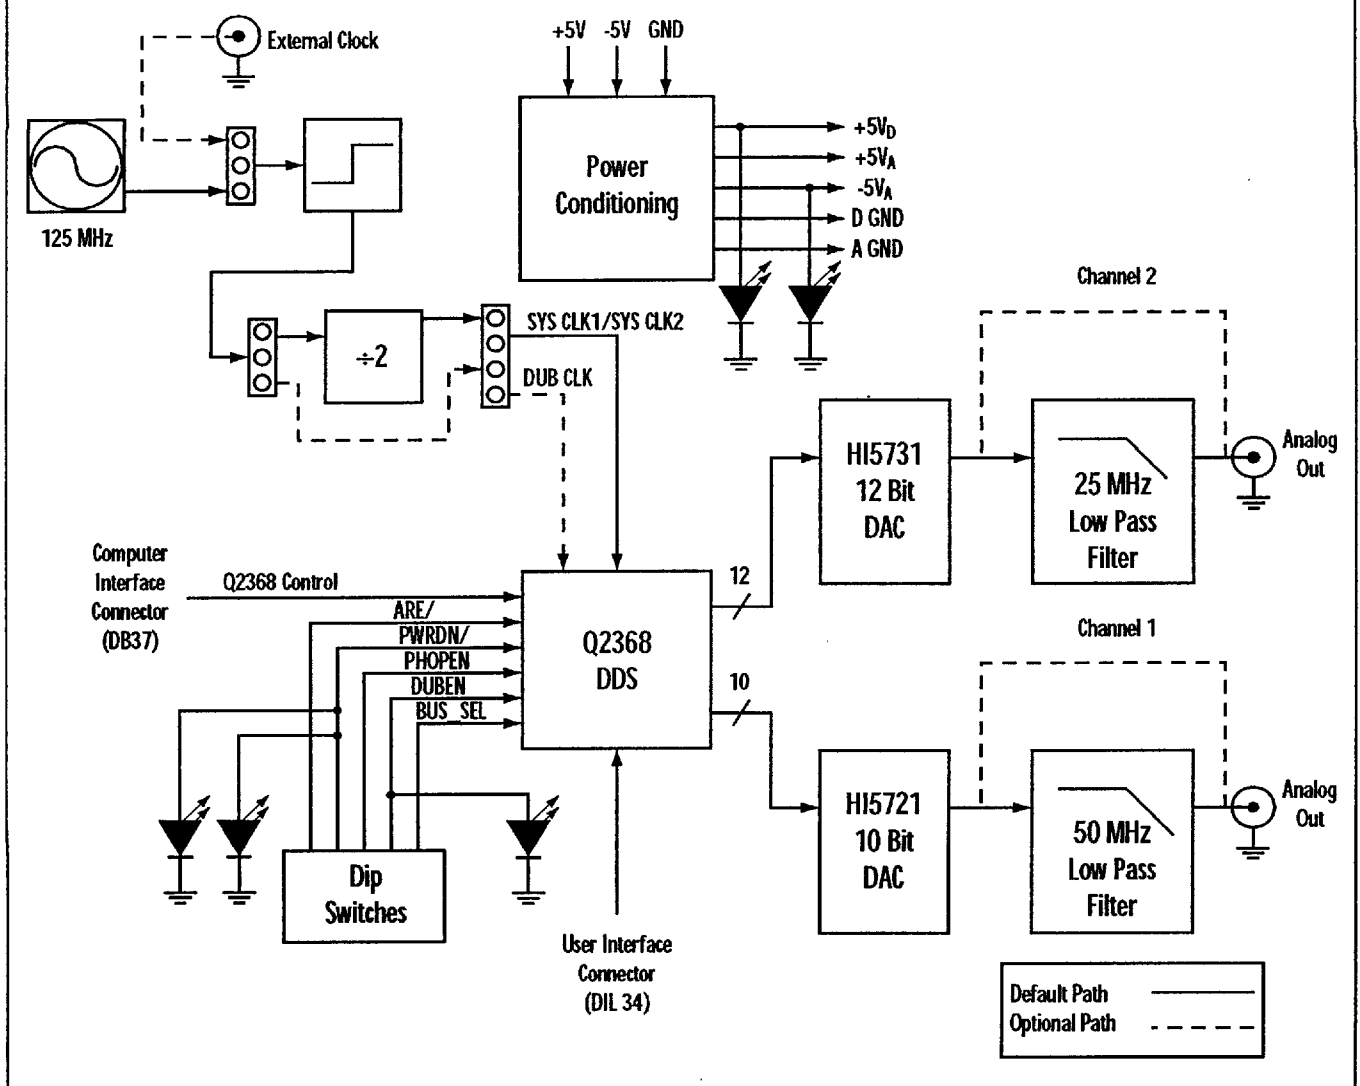 External Clock
125 MHz
+5V -5V GND
Power
Conditioning
+5VD
+5VA
-5VA
D GND
A GND
÷2
SYS CLK1/SYS CLK2
DUB CLK
Channel 2
HI5731
12 Bit
DAC
25 MHz
Low Pass
Filter
Analog
Out
Computer
Interface
Connector
(DB37)
Q2368 Control
ARE/
PWRDN/
PHOPEN
DUBEN
BUS_SEL
Q2368
DDS
12
10
Channel 1
HI5721
10 Bit
DAC
50 MHz
Low Pass
Filter
Analog
Out
Dip
Switches
User Interface
Connector
(DIL 34)
Default Path
Optional Path